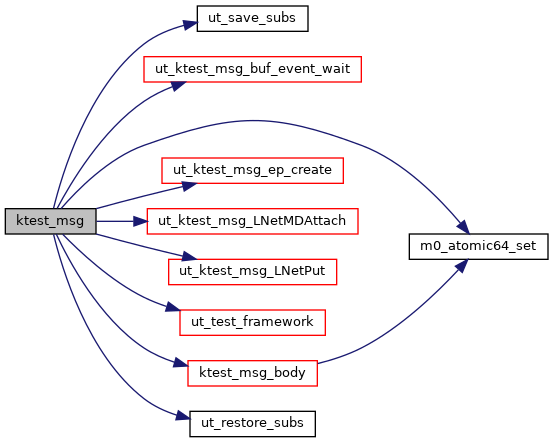 ut_save_subs
ut_ktest_msg_buf_event_wait
ut_ktest_msg_ep_create
ktest_msg
ut_ktest_msg_LNetMDAttach
m0_atomic64_set
ut_ktest_msg_LNetPut
ut_test_framework
ktest_msg_body
ut_restore_subs